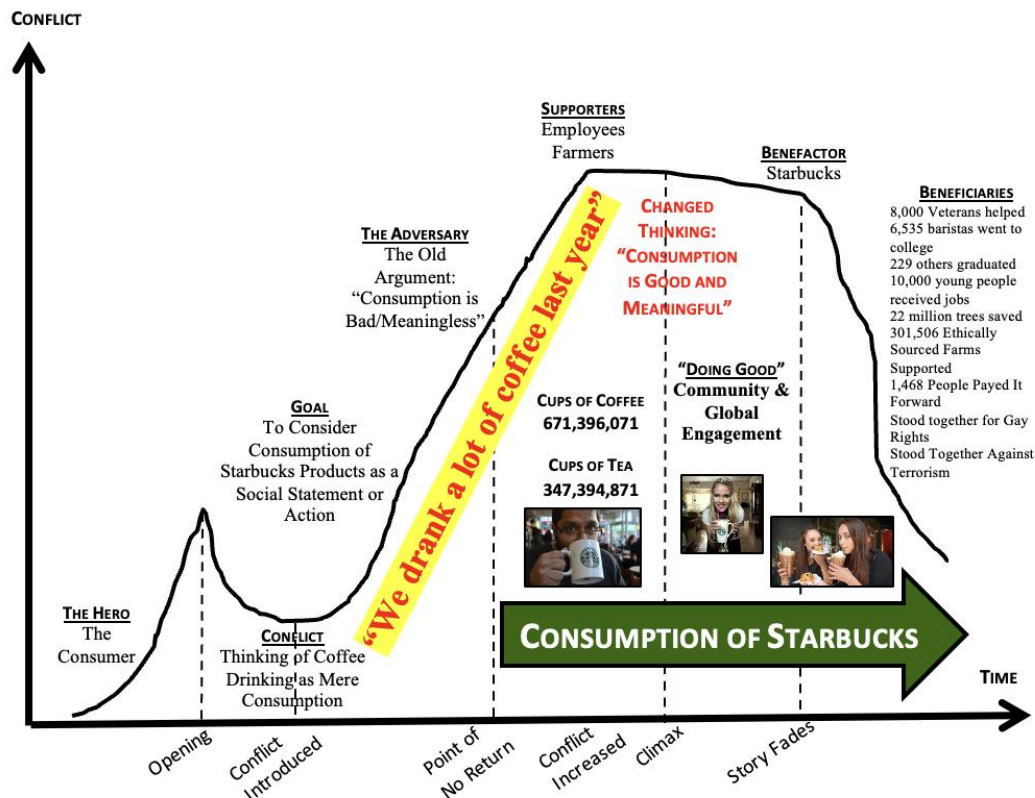 CONFLICT
SUPPORTERS
Employees
Farmers
BENEFACTOR
Starbucks
BENEFICIARIES
8,000 Veterans helped
6,535 baristas went to
college
229 others graduated
10,000 young people
received jobs
22 million trees saved
301,506 Ethically
Sourced Farms
Supported
1,468 People Payed It
Forward
Stood together for Gay
Rights
Stood Together Against
Terrorism
THE ADVERSARY
The Old
Argument:
“Consumption is
Bad/Meaningless”
“We drank a lot of coffee last year”
CHANGED
THINKING:
“CONSUMPTION
IS GOOD AND
MEANINGFUL”
GOAL
To Consider
Consumption of
Starbucks Products as a
Social Statement or
Action
CUPS OF COFFEE
671,396,071
CUPS OF TEA
347,394,871
“DOING GOOD”
Community &
Global
Engagement
THE HERO
The
Consumer
CONFLICT
Thinking of Coffee
Drinking as Mere
Consumption
CONSUMPTION OF STARBUCKS
TIME
Opening
Conflict
Introduced
Point of
No Return
Conflict
Increased
Climax
Story Fades